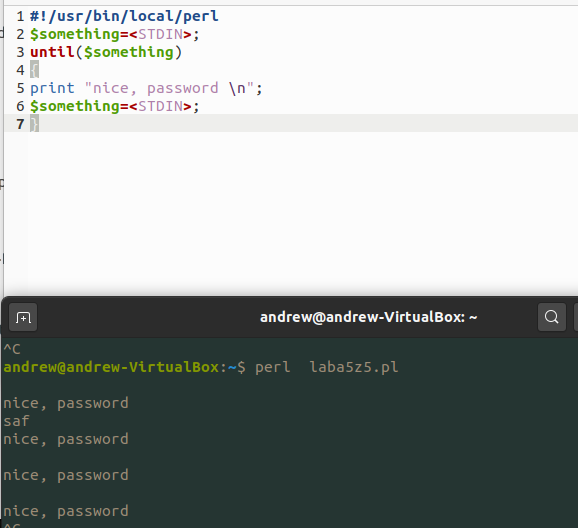 1 #!/usr/bin/local/perl
2 $something=<STDIN>;
3 until($something)
4 {
5 print "nice, password \n";
6 $something=<STDIN>;
7 }
andrew@andrew-VirtualBox: ~
^C
andrew@andrew-VirtualBox:~$ perl  laba5z5.pl
nice, password
saf
nice, password
nice, password
nice, password
^C